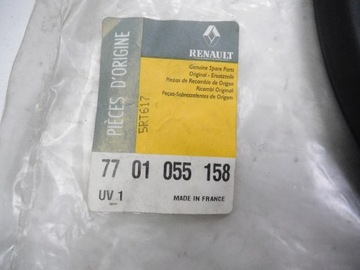 PIÈCES D'ORIGINE
RENAULT
Genuine Spare Parts
Original - Ersatzteile
Piezas de Recambio de Origen
Ricambi Originali
Peças-Sobresselentes de Origem
5RT617
77 01 055 158
UV 1
MADE IN FRANCE